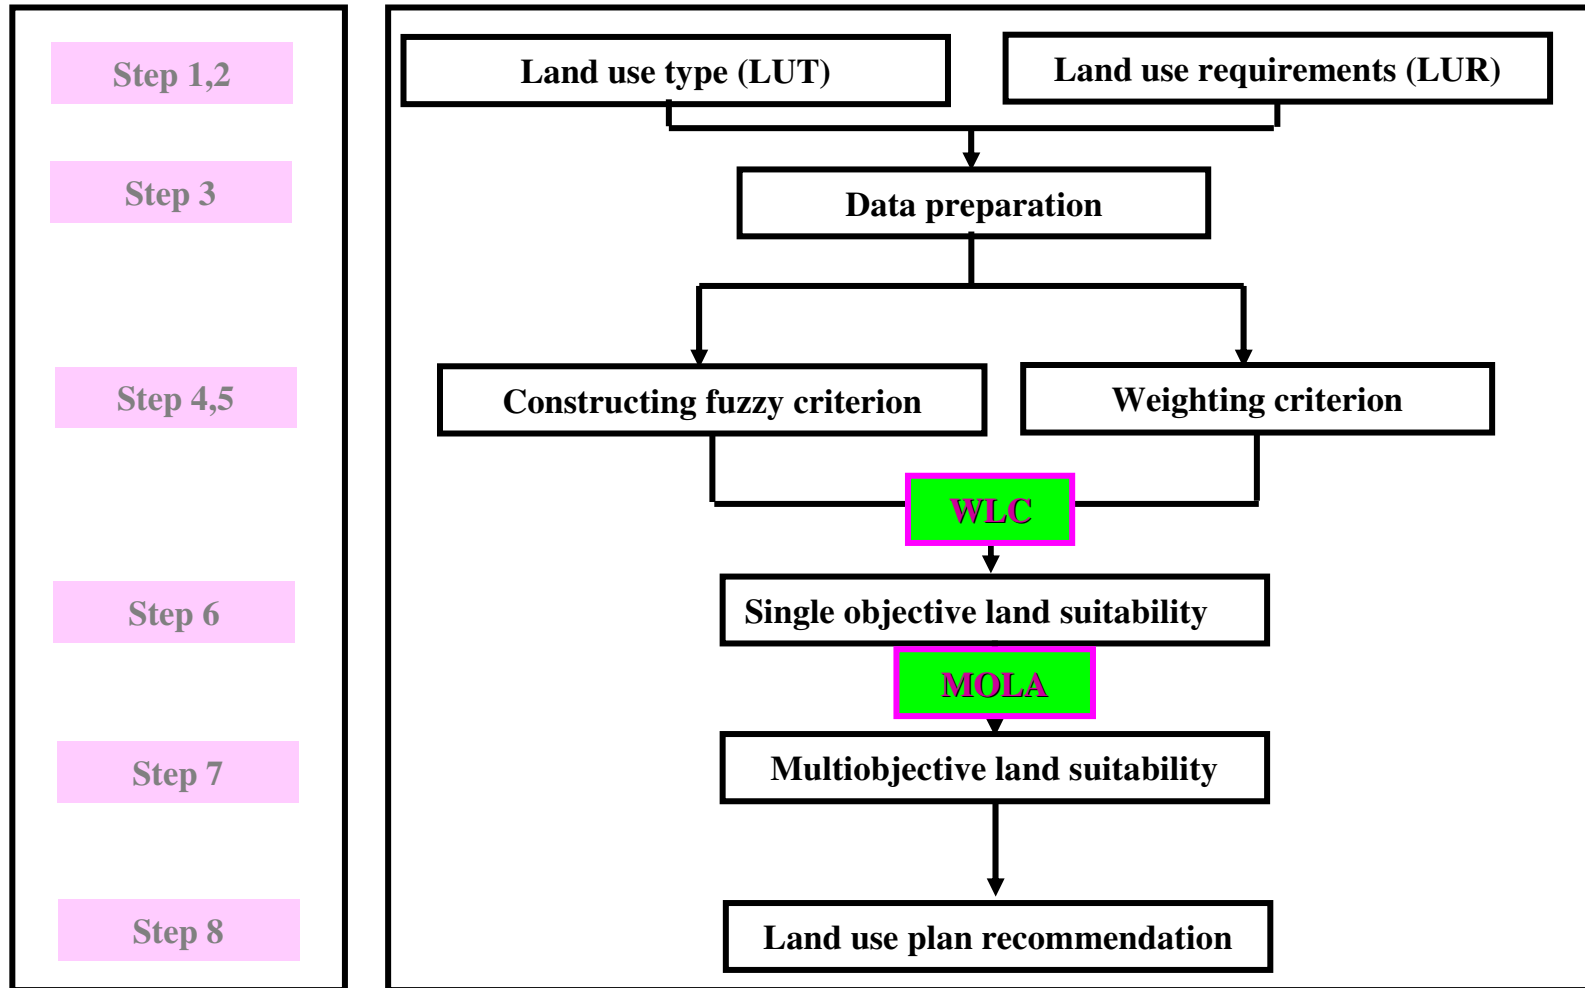 Step 1,2
Land use type (LUT)
Land use requirements (LUR)
Step 3
Data preparation
Step 4,5
Constructing fuzzy criterion
Weighting criterion
WLC
Step 6
Single objective land suitability
MOLA
Step 7
Multiobjective land suitability
Step 8
Land use plan recommendation